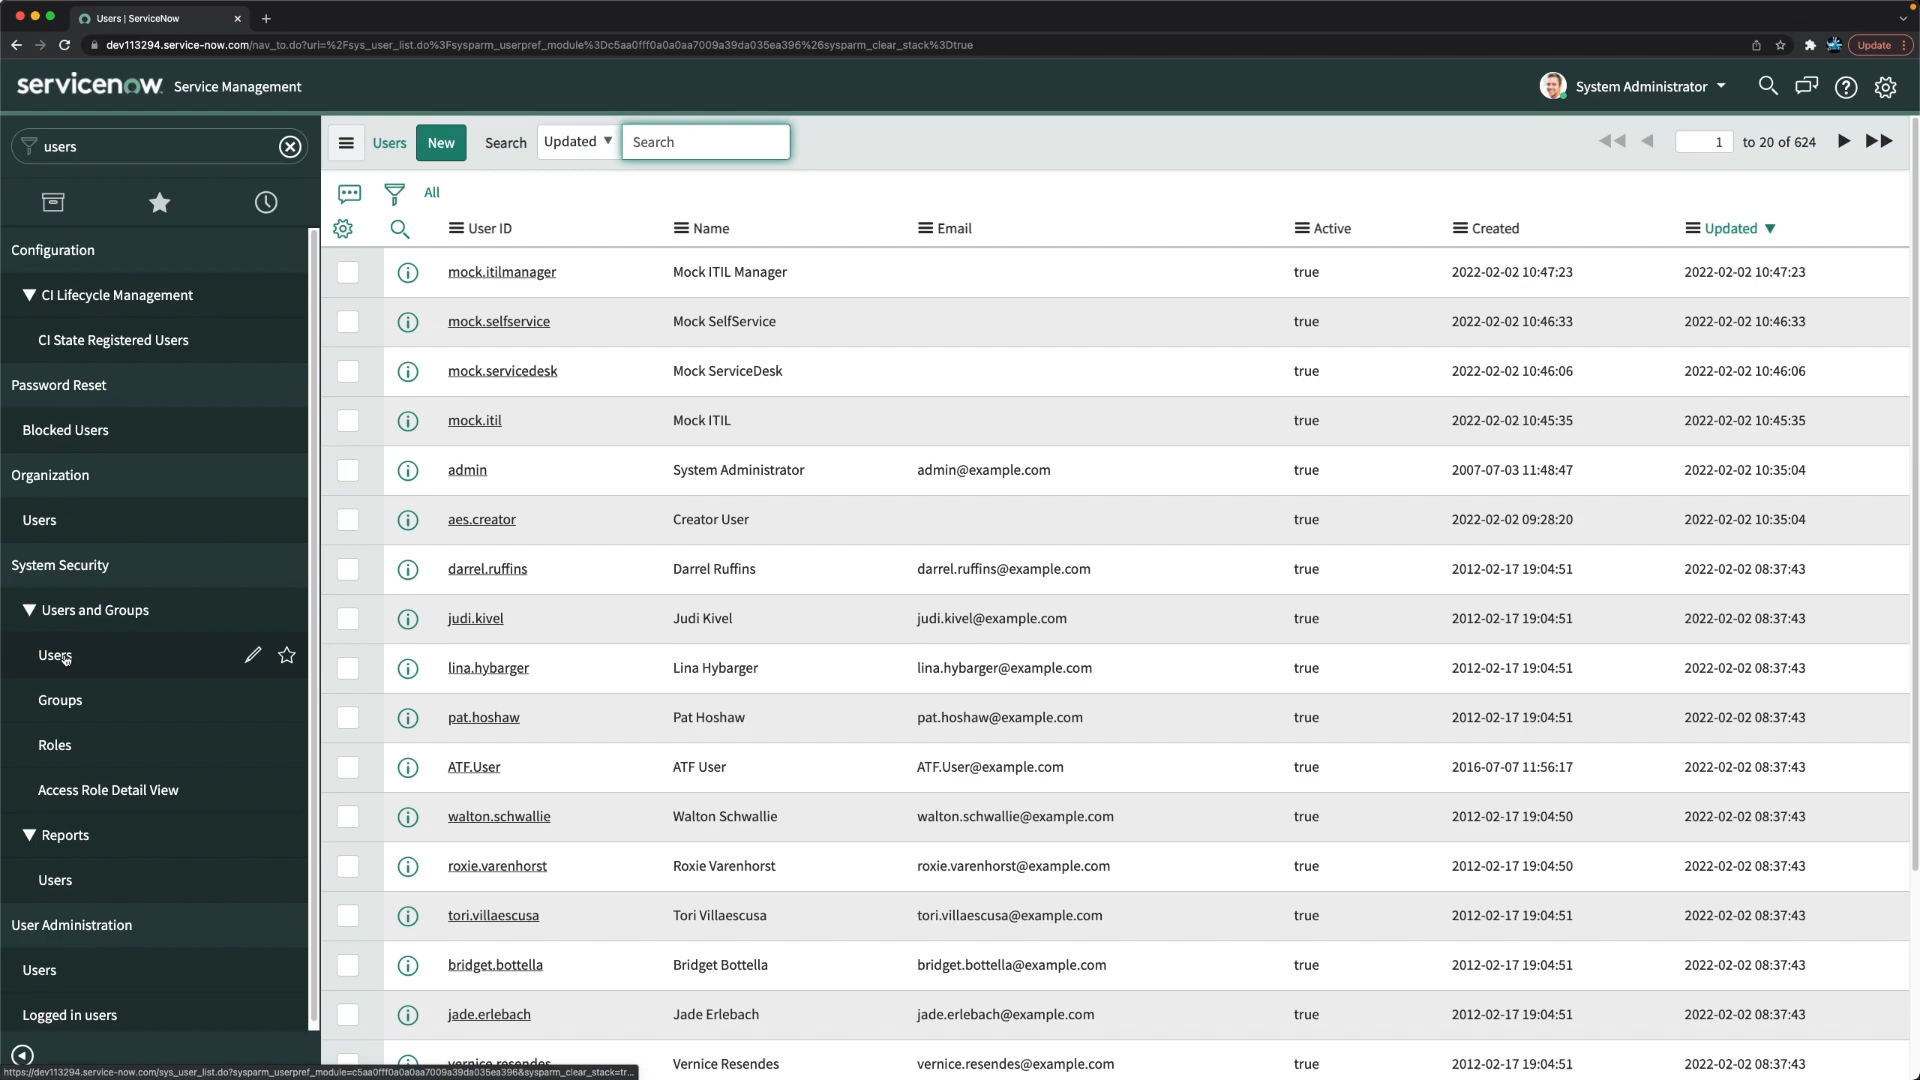 Users | ServiceNow
dev113294.service-now.com/nav_to.do?url=%2Fsys_user_list.do%3Fsysparm_userpref_module%3Dc5aa0fff0a0a0aa7009a39da035ea396%26sysparm_clear_stack%3Dtrue
Update
servicenow Service Management
System Administrator
users
Users New Search Updated Search
1 to 20 of 624
All
User ID Name Email Active Created Updated
Configuration
CI Lifecycle Management
CI State Registered Users
Password Reset
Blocked Users
Organization
Users
System Security
Users and Groups
Users
Groups
Roles
Access Role Detail View
Reports
Users
User Administration
Users
Logged in users
mock.itilmanager Mock ITIL Manager true 2022-02-02 10:47:23 2022-02-02 10:47:23
mock.selfservice Mock SelfService true 2022-02-02 10:46:33 2022-02-02 10:46:33
mock.servicedesk Mock ServiceDesk true 2022-02-02 10:46:06 2022-02-02 10:46:06
mock.itil Mock ITIL true 2022-02-02 10:45:35 2022-02-02 10:45:35
admin System Administrator admin@example.com true 2007-07-03 11:48:47 2022-02-02 10:35:04
aes.creator Creator User true 2022-02-02 09:28:20 2022-02-02 10:35:04
darrel.ruffins Darrel Ruffins darrel.ruffins@example.com true 2012-02-17 19:04:51 2022-02-02 08:37:43
judi.kivel Judi Kivel judi.kivel@example.com true 2012-02-17 19:04:51 2022-02-02 08:37:43
lina.hybarger Lina Hybarger lina.hybarger@example.com true 2012-02-17 19:04:51 2022-02-02 08:37:43
pat.hoshaw Pat Hoshaw pat.hoshaw@example.com true 2012-02-17 19:04:51 2022-02-02 08:37:43
ATF.User ATF User ATF.User@example.com true 2016-07-07 11:56:17 2022-02-02 08:37:43
walton.schwallie Walton Schwallie walton.schwallie@example.com true 2012-02-17 19:04:50 2022-02-02 08:37:43
roxie.varenhorst Roxie Varenhorst roxie.varenhorst@example.com true 2012-02-17 19:04:50 2022-02-02 08:37:43
tori.villaescusa Tori Villaescusa tori.villaescusa@example.com true 2012-02-17 19:04:51 2022-02-02 08:37:43
bridget.bottella Bridget Bottella bridget.bottella@example.com true 2012-02-17 19:04:51 2022-02-02 08:37:43
jade.erlebach Jade Erlebach jade.erlebach@example.com true 2012-02-17 19:04:51 2022-02-02 08:37:43
vernice.resendes Vernice Resendes vernice.resendes@example.com true 2012-02-17 19:04:51 2022-02-02 08:37:43
https://dev113294.service-now.com/sys_user_list.do?sysparm_userpref_module=c5aa0fff0a0a0aa7009a39da035ea396&sysparm_clear_stack=tr...